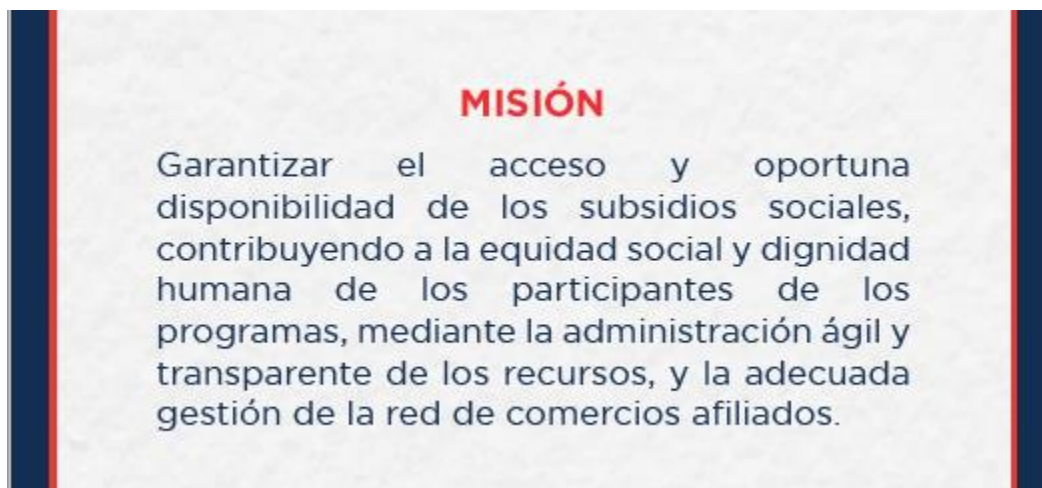 MISIÓN
Garantizar el acceso y oportuna
disponibilidad de los subsidios sociales,
contribuyendo a la equidad social y dignidad
humana de los participantes de los
programas, mediante la administración ágil y
transparente de los recursos, y la adecuada
gestión de la red de comercios afiliados.